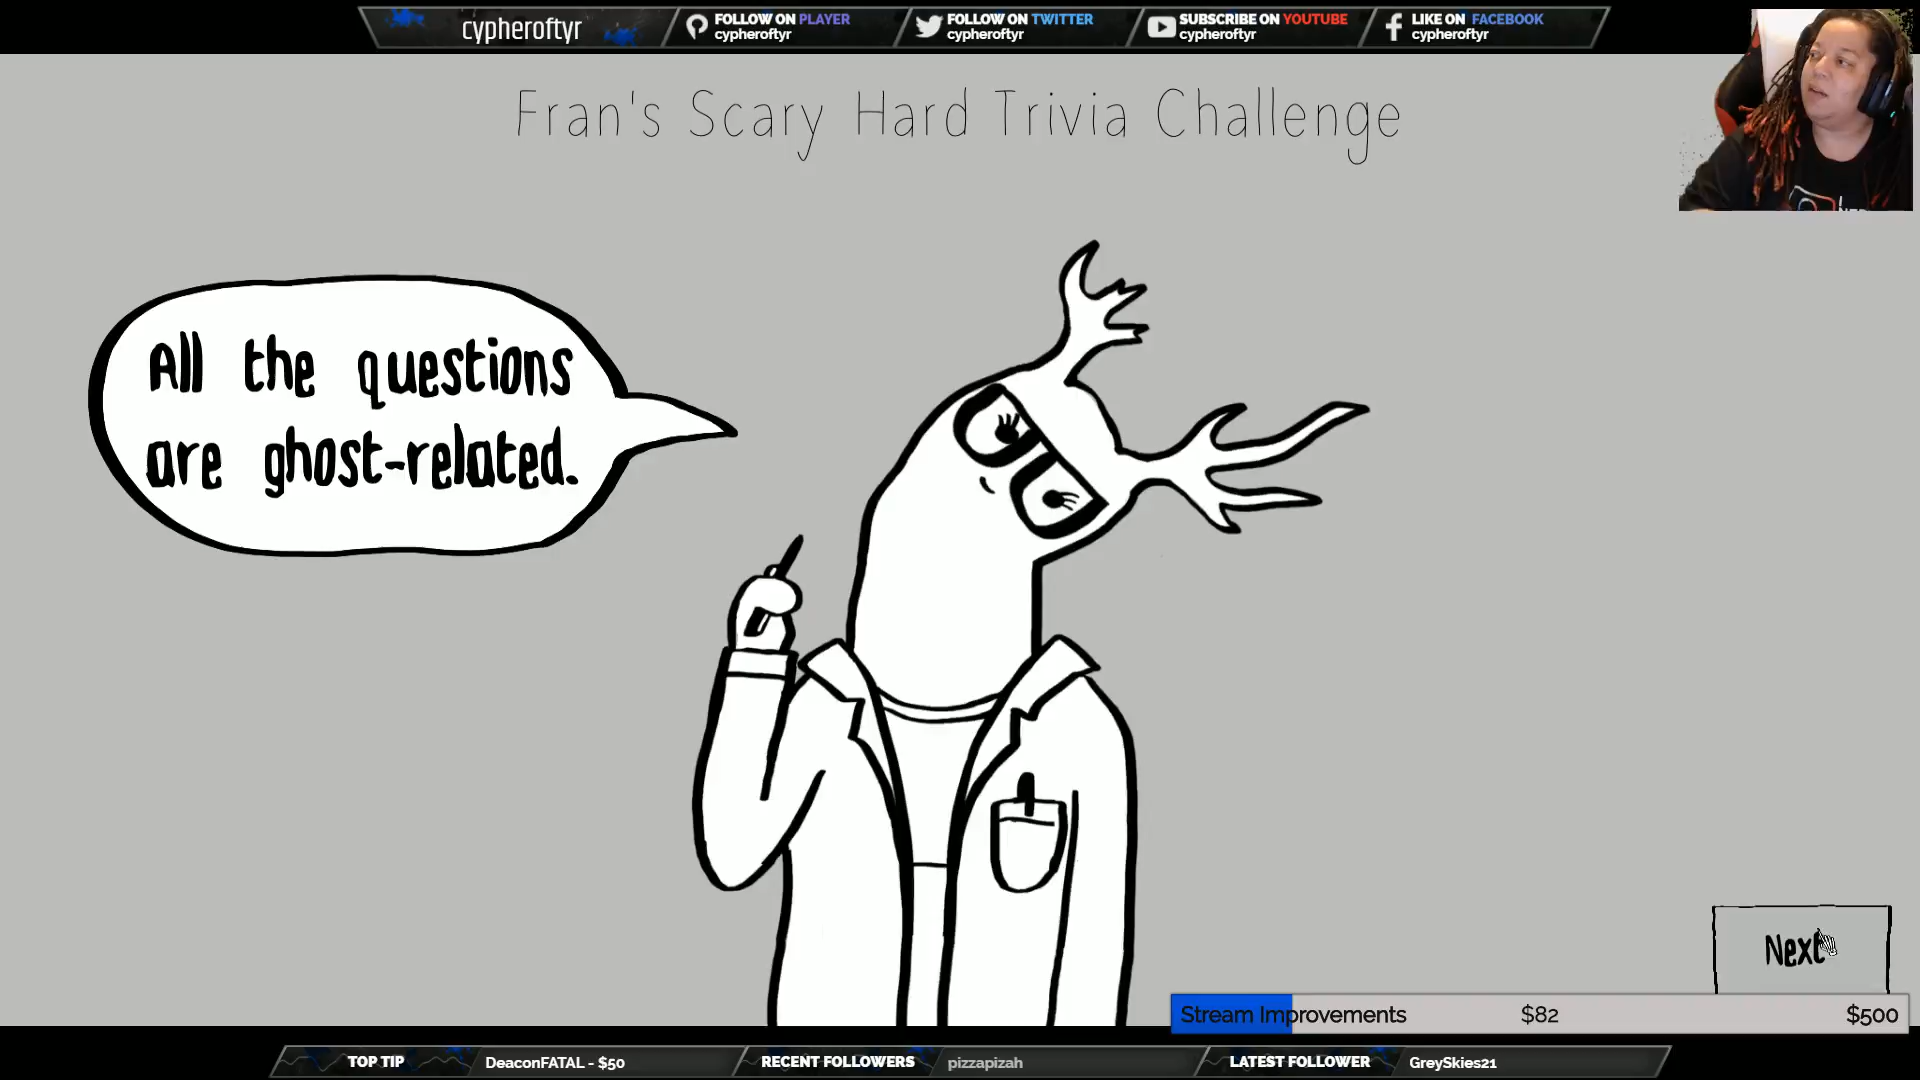 cypheroftyr
FOLLOW ON PLAYER
cypheroftyr
FOLLOW ON TWITTER
cypheroftyr
SUBSCRIBE ON YOUTUBE
cypheroftyr
LIKE ON FACEBOOK
cypheroftyr
Fran's Scary Hard Trivia Challenge
All the questions
are ghost-related.
Next
Stream Improvements $82 $500
TOP TIP DeaconFATAL - $50 RECENT FOLLOWERS pizzapizah LATEST FOLLOWER GreySkies21